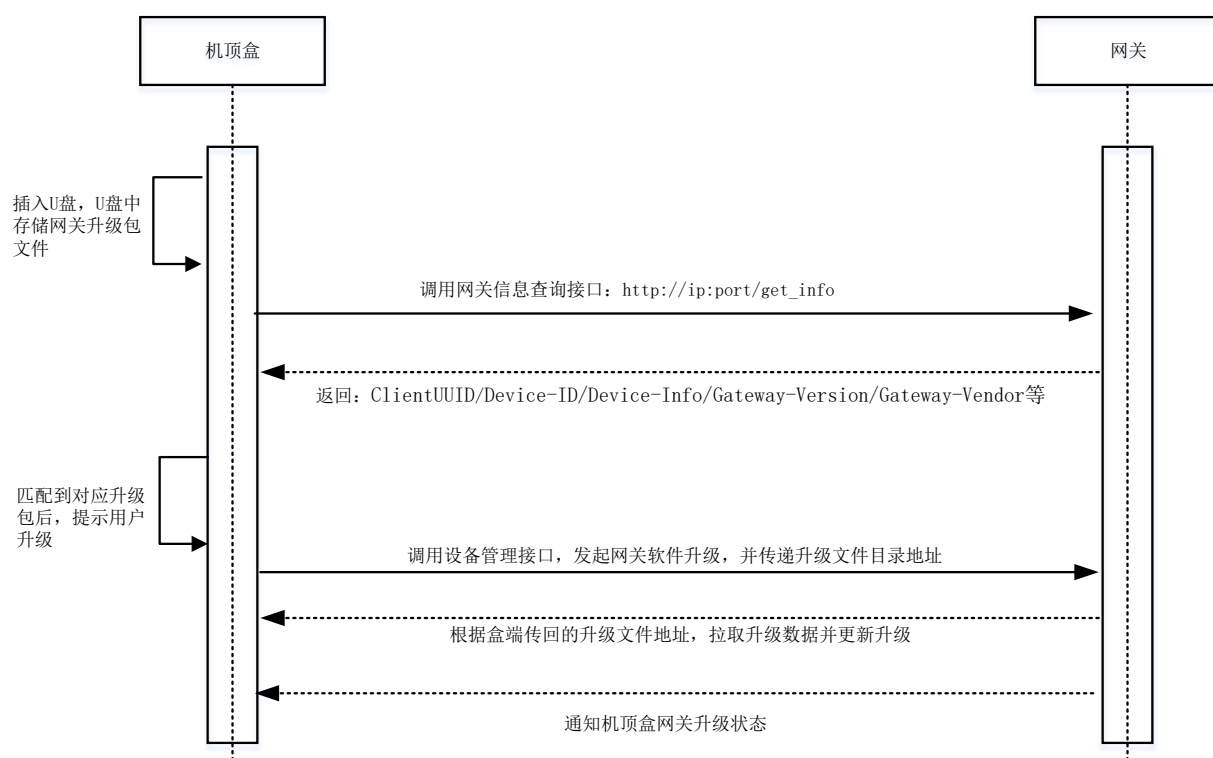 机顶盒
网关
插入U盘，U盘中
存储网关升级包
文件
调用网关信息查询接口：http://ip:port/get_info
返回：ClientUUID/Device-ID/Device-Info/Gateway-Version/Gateway-Vendor等
匹配到对应升级
包后，提示用户
升级
调用设备管理接口，发起网关软件升级，并传递升级文件目录地址
根据盒端传回的升级文件地址，拉取升级数据并更新升级
通知机顶盒网关升级状态